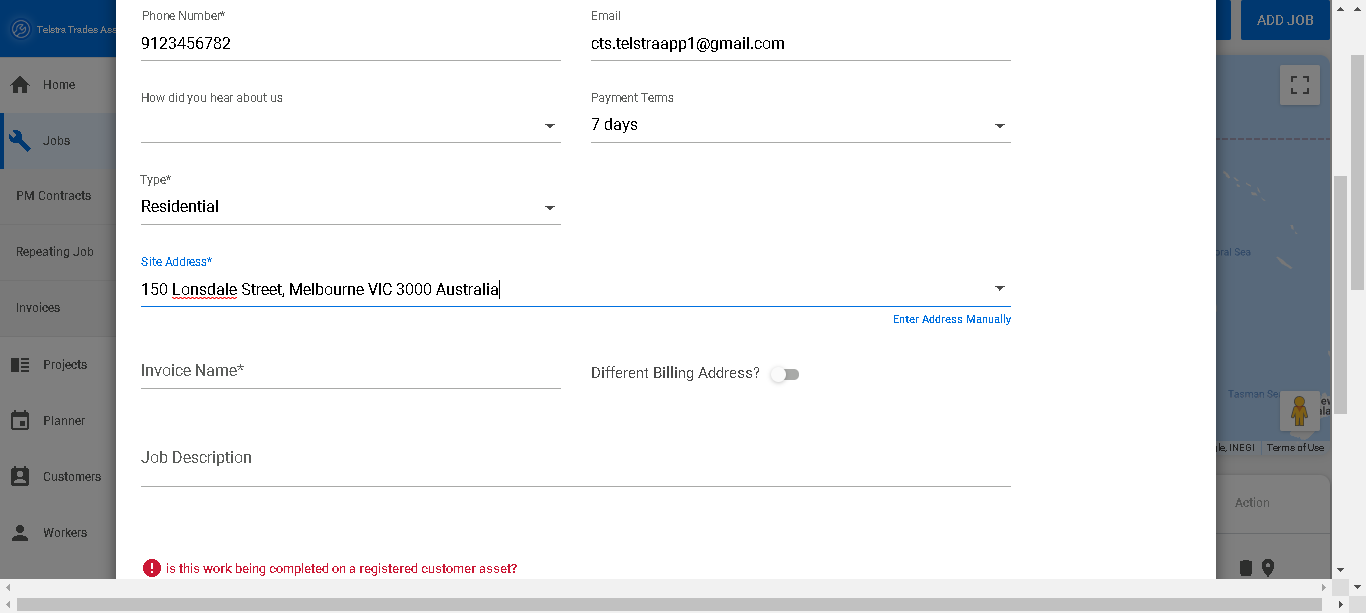 Phone Number*
Email
ADD JOB
Telstra Trades Ass
9123456782
cts.telstraapp1@gmail.com
Home
How did you hear about us
Payment Terms
7 days
Jobs
Type*
PM Contracts
Residential
Repeating Job
oral Sea
Site Address*
150 Lonsdale Street, Melbourne VIC 3000 Australia
Invoices
Enter Address Manually
Projects
Invoice Name*
Different Billing Address?
Tasman Se
Planner
gle, INEGI
Terms of Use
Job Description
Customers
Action
Workers
is this work being completed on a registered customer asset?